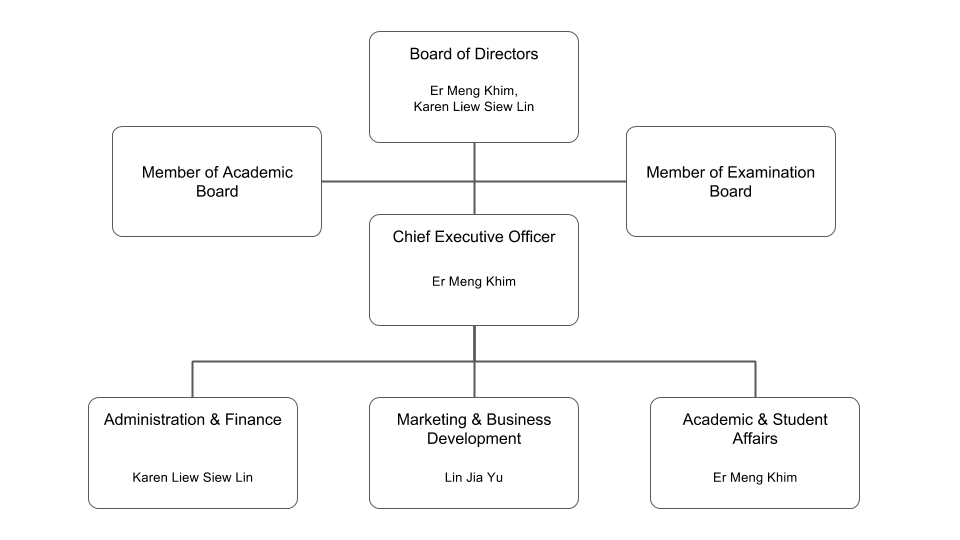 Board of Directors
Er Meng Khim,
Karen Liew Siew Lin
Member of Academic
Board
Member of Examination
Board
Chief Executive Officer
Er Meng Khim
Administration & Finance
Karen Liew Siew Lin
Marketing & Business
Development
Lin Jia Yu
Academic & Student
Affairs
Er Meng Khim